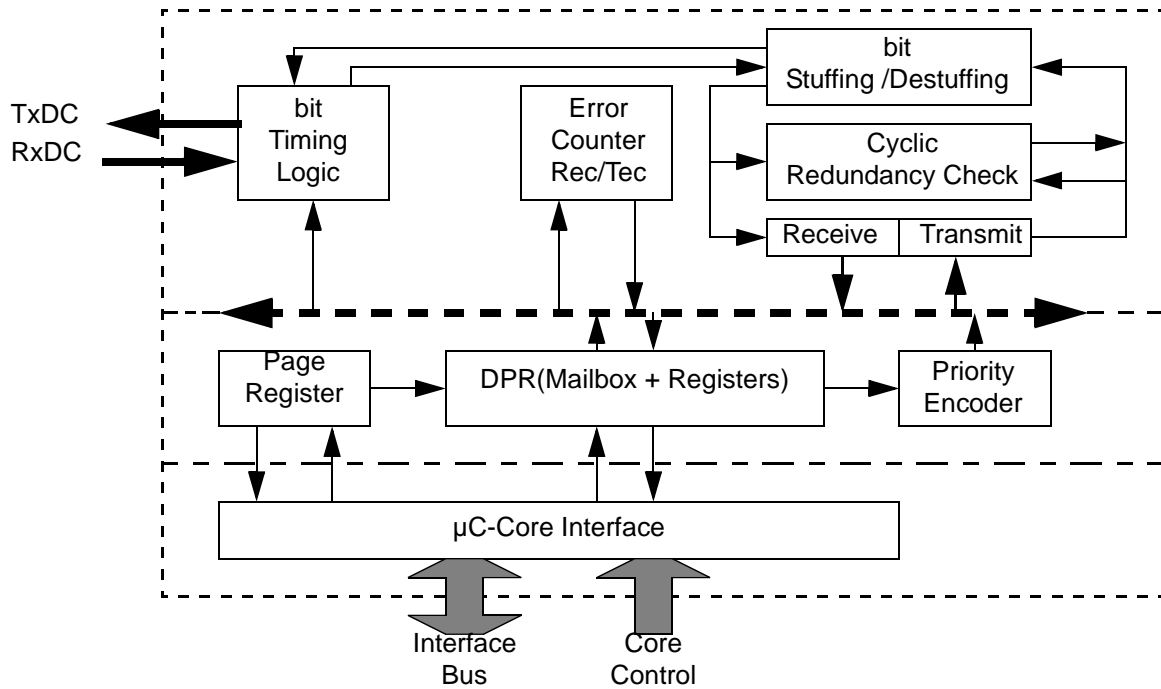 TxDC
RxDC
bit
Timing
Logic
Error
Counter
Rec/Tec
bit
Stuffing /Destuffing
Cyclic
Redundancy Check
Receive
Transmit
Page
Register
DPR(Mailbox + Registers)
Priority
Encoder
µC-Core Interface
Interface
Bus
Core
Control